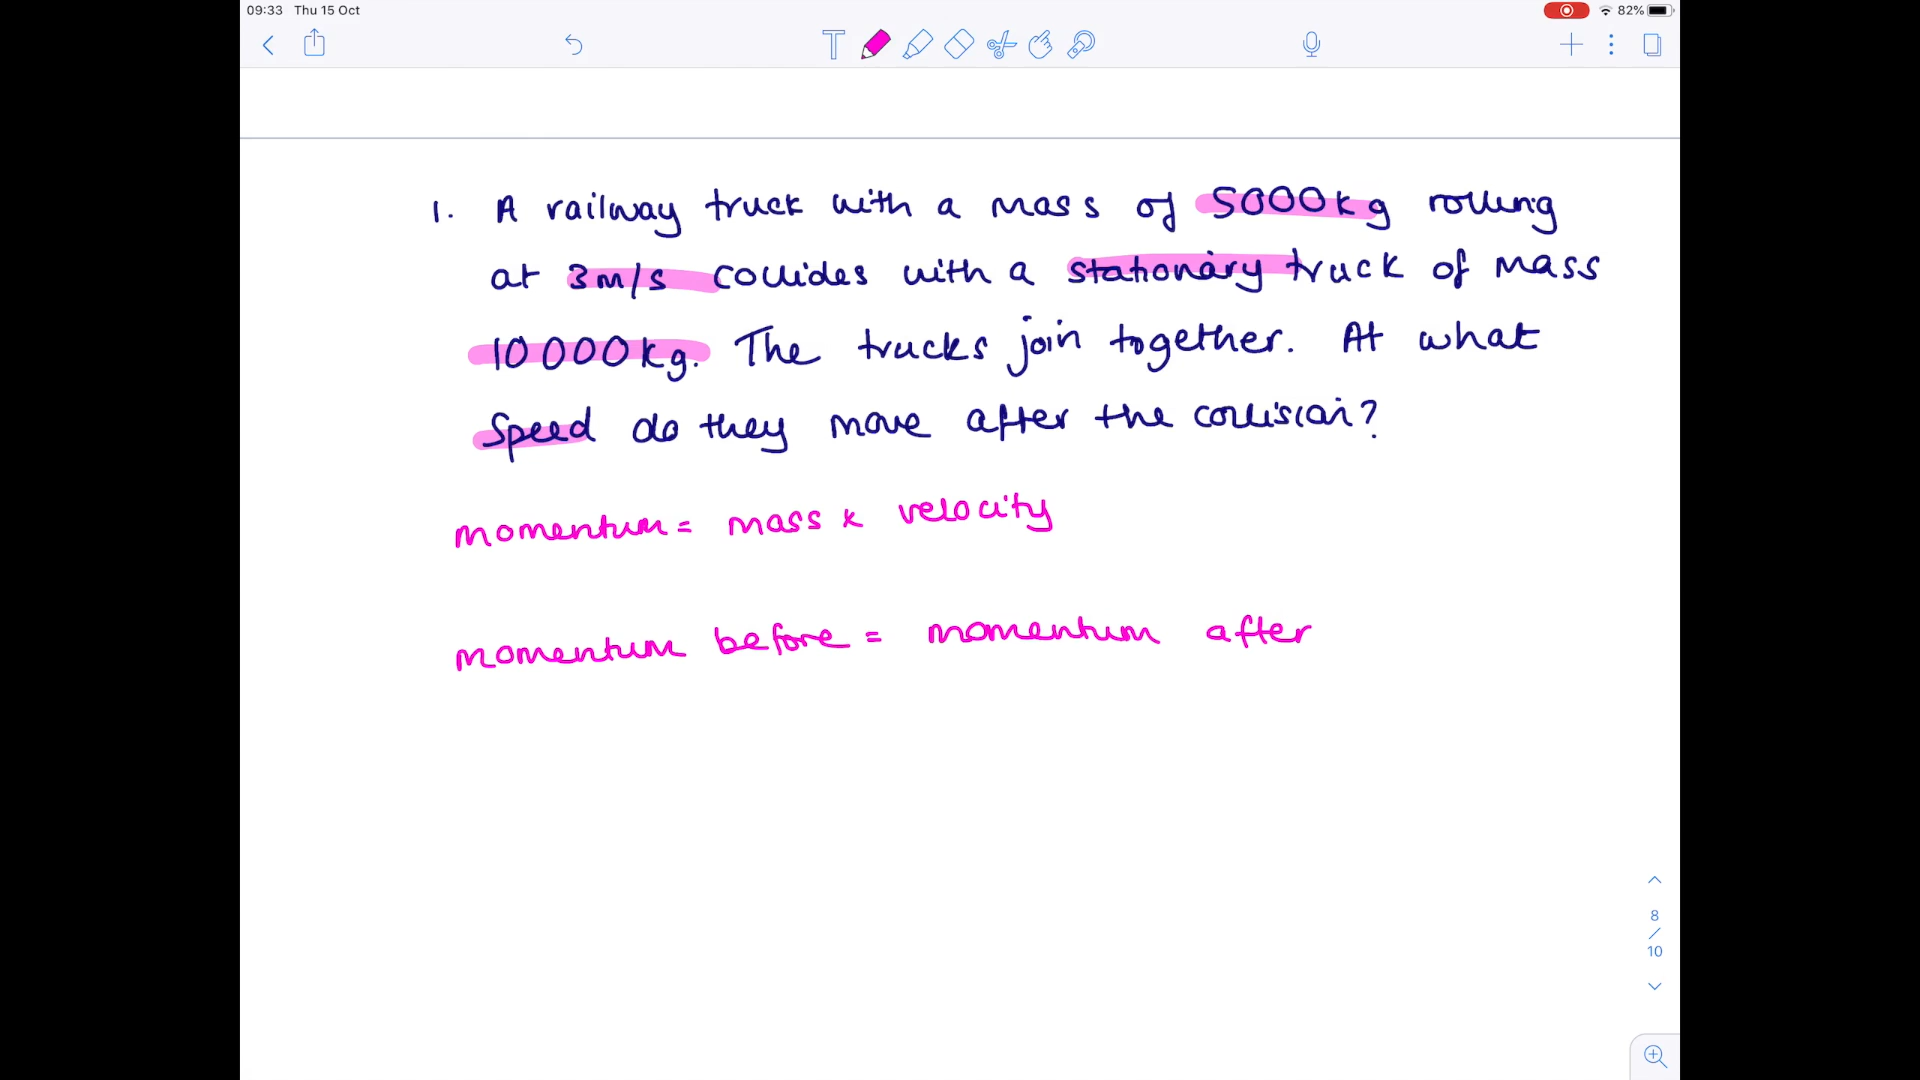 09:33 Thu 15 Oct
82%
T
1. A railway truck with a mass of 5000kg rolling
at 3m/s collides with a stationary truck of mass
10000kg. The trucks join together. At what
speed do they move after the collision?
momentum = mass x velocity
momentum before = momentum after
8
/
10